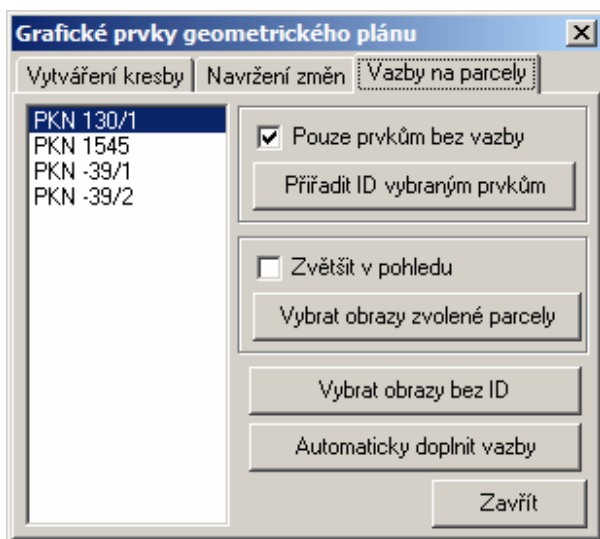 Grafické prvky geometrického plánu
Vytváření kresby
Navržení změn
Vazby na parcely
PKN 130/1
PKN 1545
PKN -39/1
PKN -39/2
Pouze prvkům bez vazby
Přiřadit ID vybraným prvkům
Zvětšit v pohledu
Vybrat obrazy zvolené parcely
Vybrat obrazy bez ID
Automaticky doplnit vazby
Zavřít